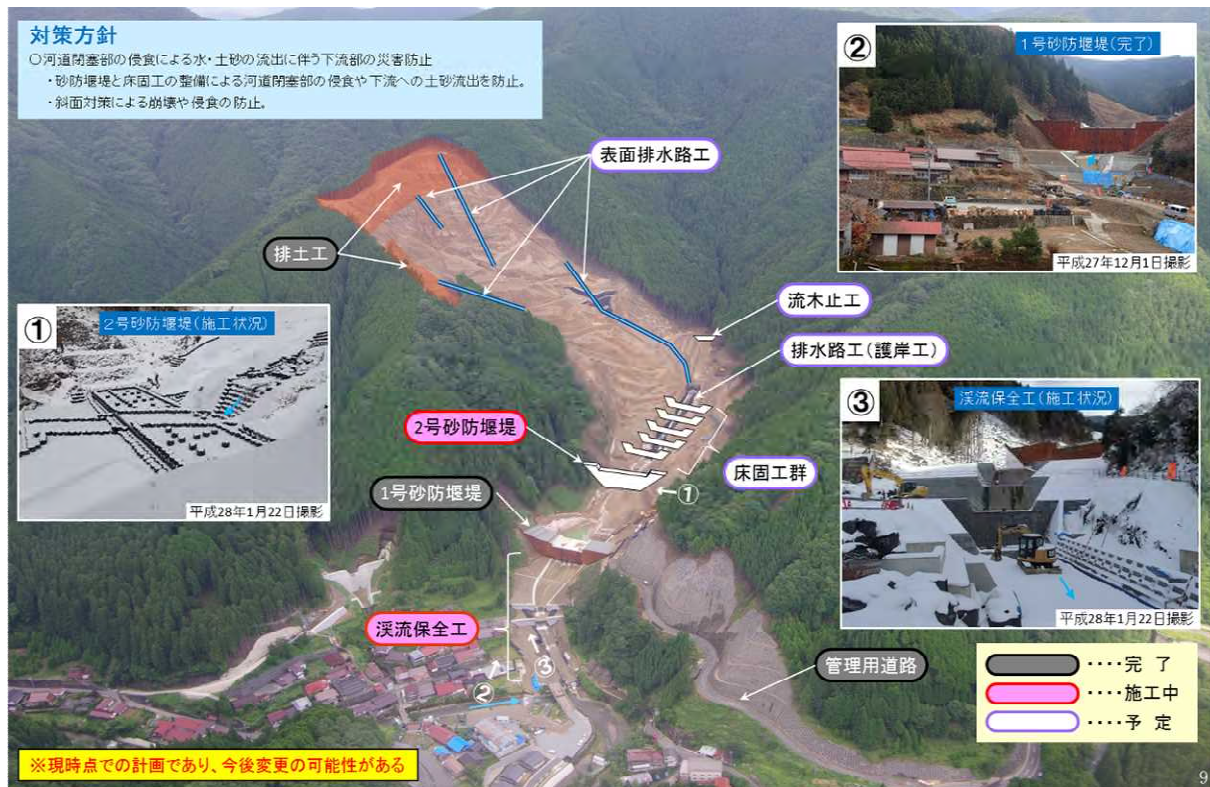 対策方針
○河道閉塞部の侵食による水・土砂の流出に伴う下流部の災害防止
・砂防堰堤と床固工の整備による河道閉塞部の侵食や下流への土砂流出を防止。
・斜面対策による崩壊や侵食の防止。
②
1号砂防堰堤(完了)
平成27年12月1日撮影
表面排水路工
排土工
①
2号砂防堰堤(施工状況)
平成28年1月22日撮影
流木止工
排水路工(護岸工)
③
渓流保全工(施工状況)
平成28年1月22日撮影
2号砂防堰堤
床固工群
①
1号砂防堰堤
渓流保全工
③
②
管理用道路
‥‥完 了
‥‥施工中
‥‥予 定
※現時点での計画であり、今後変更の可能性がある
9